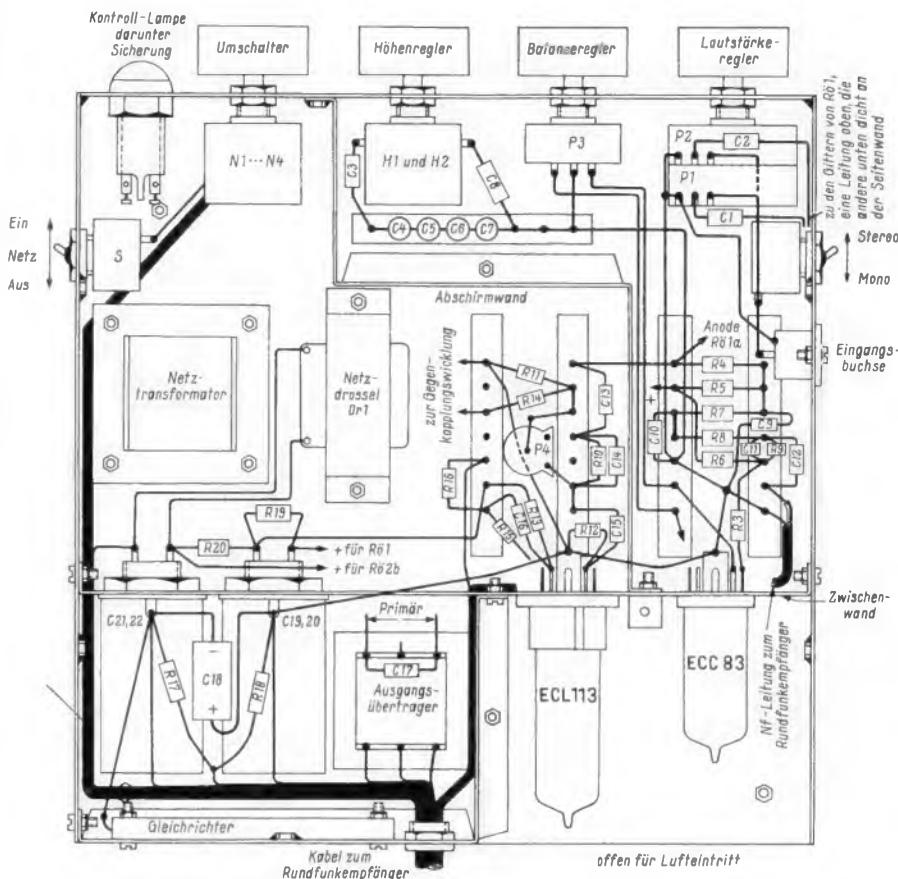 Kontroll-Lampe
darunter
Sicherung
Umschalter
Höhenregler
Balanceregler
Lautstärke-
regler
N1···N4
C3
H1 und H2
C8
P3
P2
C2
P1
C1
zu den Gittern von Rö1,
eine Leitung oben, die
andere unten dicht an
der Seitenwand
C4
C5
C6
C7
Ein
Netz
Aus
S
Stereo
Mono
Abschirmwand
Netz-
transformator
Netz-
drossel
Dr1
zur Gegen-
kopplungswicklung
R11
R14
C13
P4
R10
C14
R16
R15
C16
R13
R12
C15
Anode
Rö1a
R4
R5
R7
R8
R6
C10
C9
C11
R9
C12
R3
Eingangs-
buchse
R19
R20
+ für Rö1
+ für Rö2b
C21,22
C19,20
R17
C18
+
R18
Primär
C17
Ausgangs-
übertrager
ECL113
ECC 83
Zwischen-
wand
Nf-Leitung zum
Rundfunkempfänger
Gleichrichter
Kabel zum
Rundfunkempfänger
offen für Lufteintritt